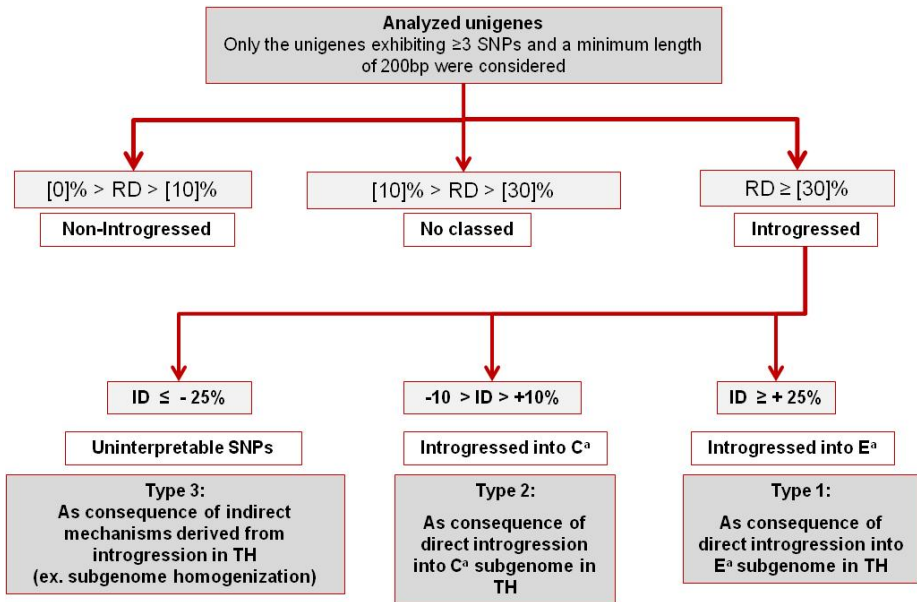 Analyzed unigenes
Only the unigenes exhibiting ≥3 SNPs and a minimum length
of 200bp were considered
[0]% > RD > [10]%
[10]% > RD > [30]%
RD ≥ [30]%
Non-Introgressed
No classed
Introgressed
ID ≤ - 25%
-10 > ID > +10%
ID ≥ + 25%
Uninterpretable SNPs
Introgressed into Cᵃ
Introgressed into Eᵃ
Type 3:
As consequence of indirect
mechanisms derived from
introgression in TH
(ex. subgenome homogenization)
Type 2:
As consequence of
direct introgression
into Cᵃ subgenome in
TH
Type 1:
As consequence of
direct introgression into
Eᵃ subgenome in TH